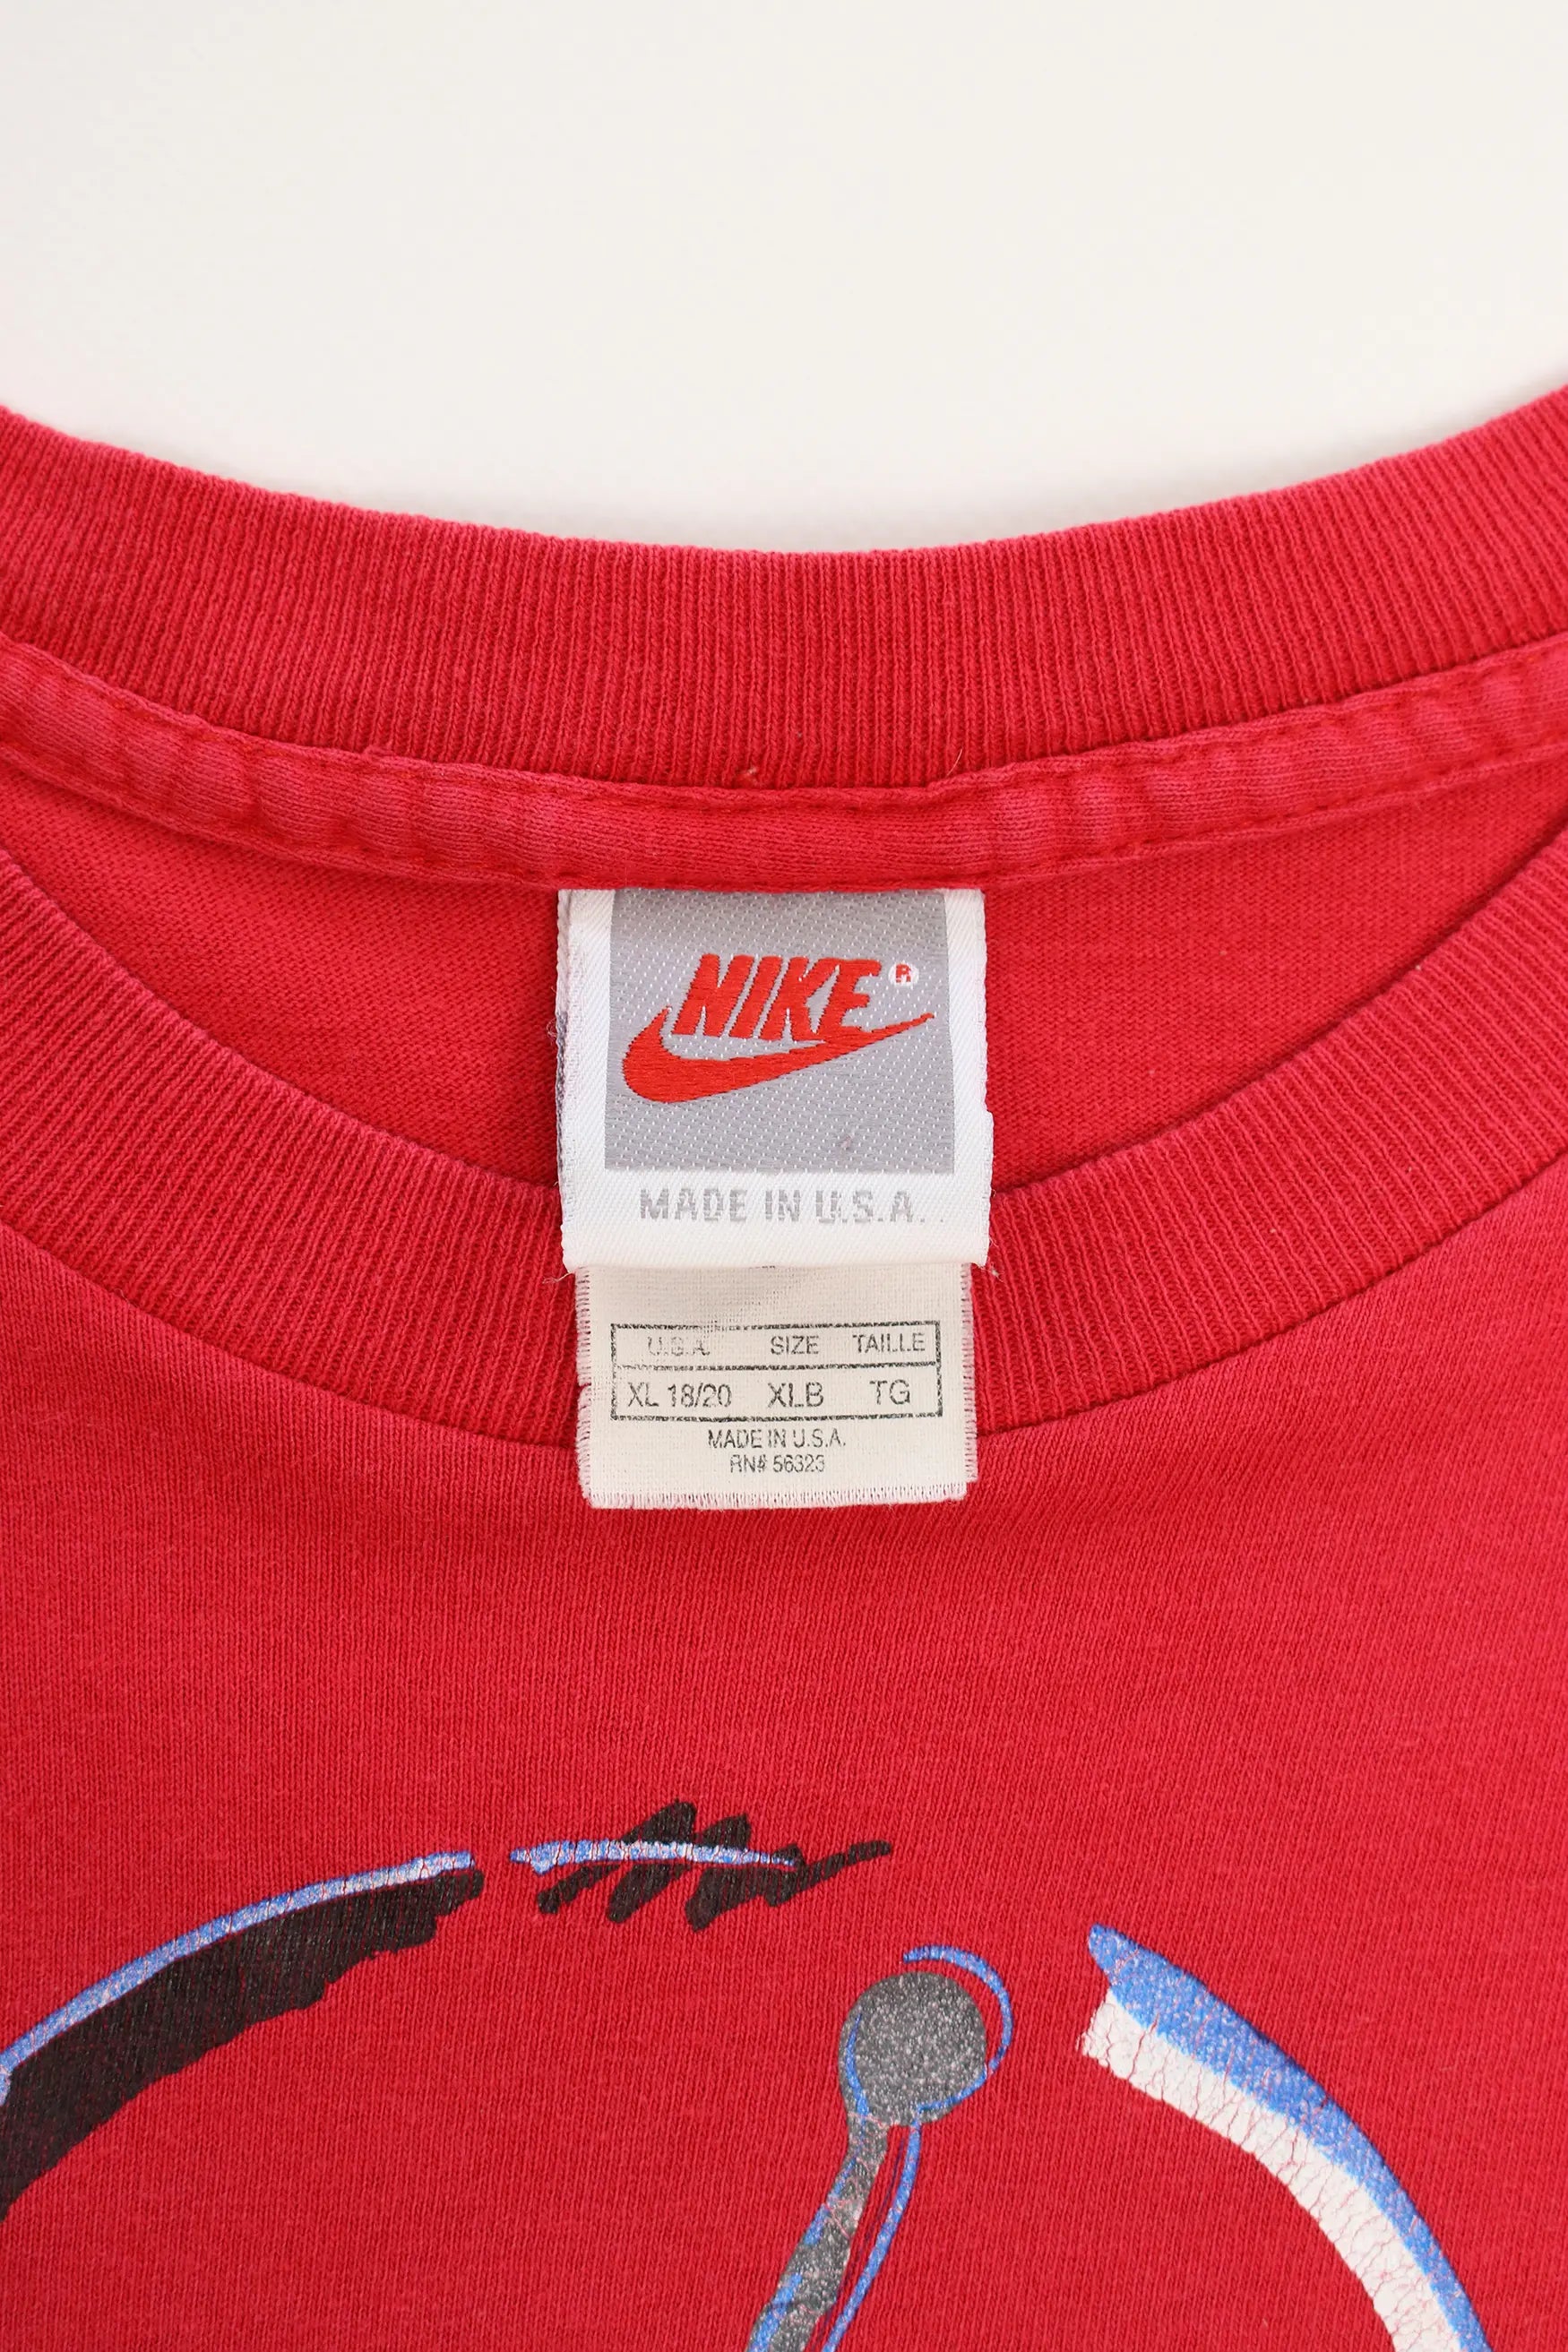 NIKE®
MADE IN U.S.A.
U.S.A. SIZE TAILLE
XL 18/20 XLB TG
MADE IN U.S.A.
RN# 56323